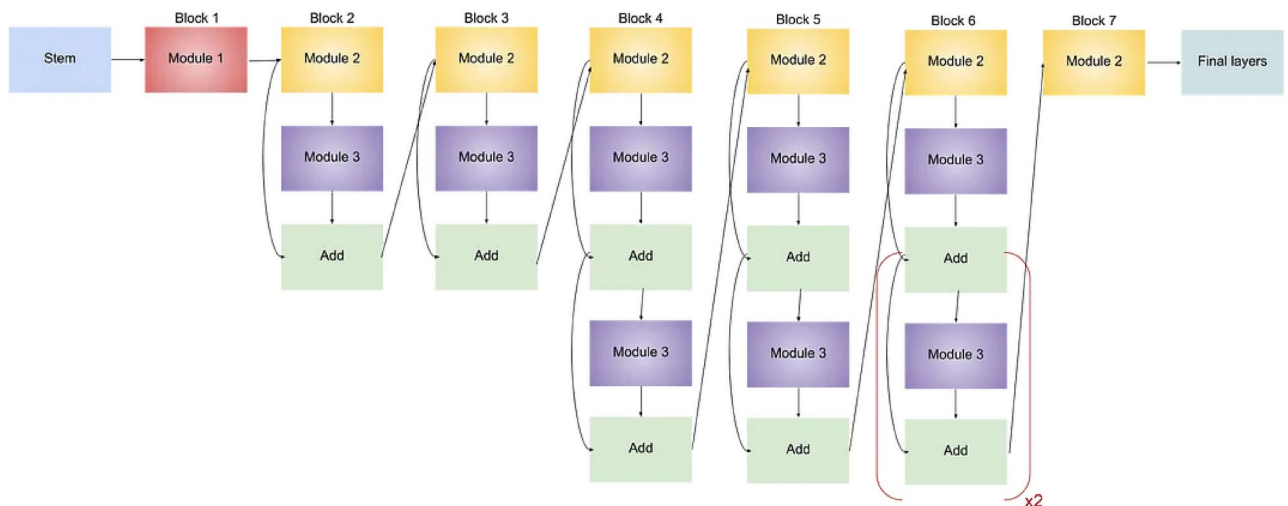 Block 1
Block 2
Block 3
Block 4
Block 5
Block 6
Block 7
Stem
Module 1
Module 2
Module 2
Module 2
Module 2
Module 2
Module 2
Final layers
Module 3
Module 3
Module 3
Module 3
Module 3
Add
Add
Add
Add
Add
Module 3
Module 3
Module 3
Add
Add
Add
x2